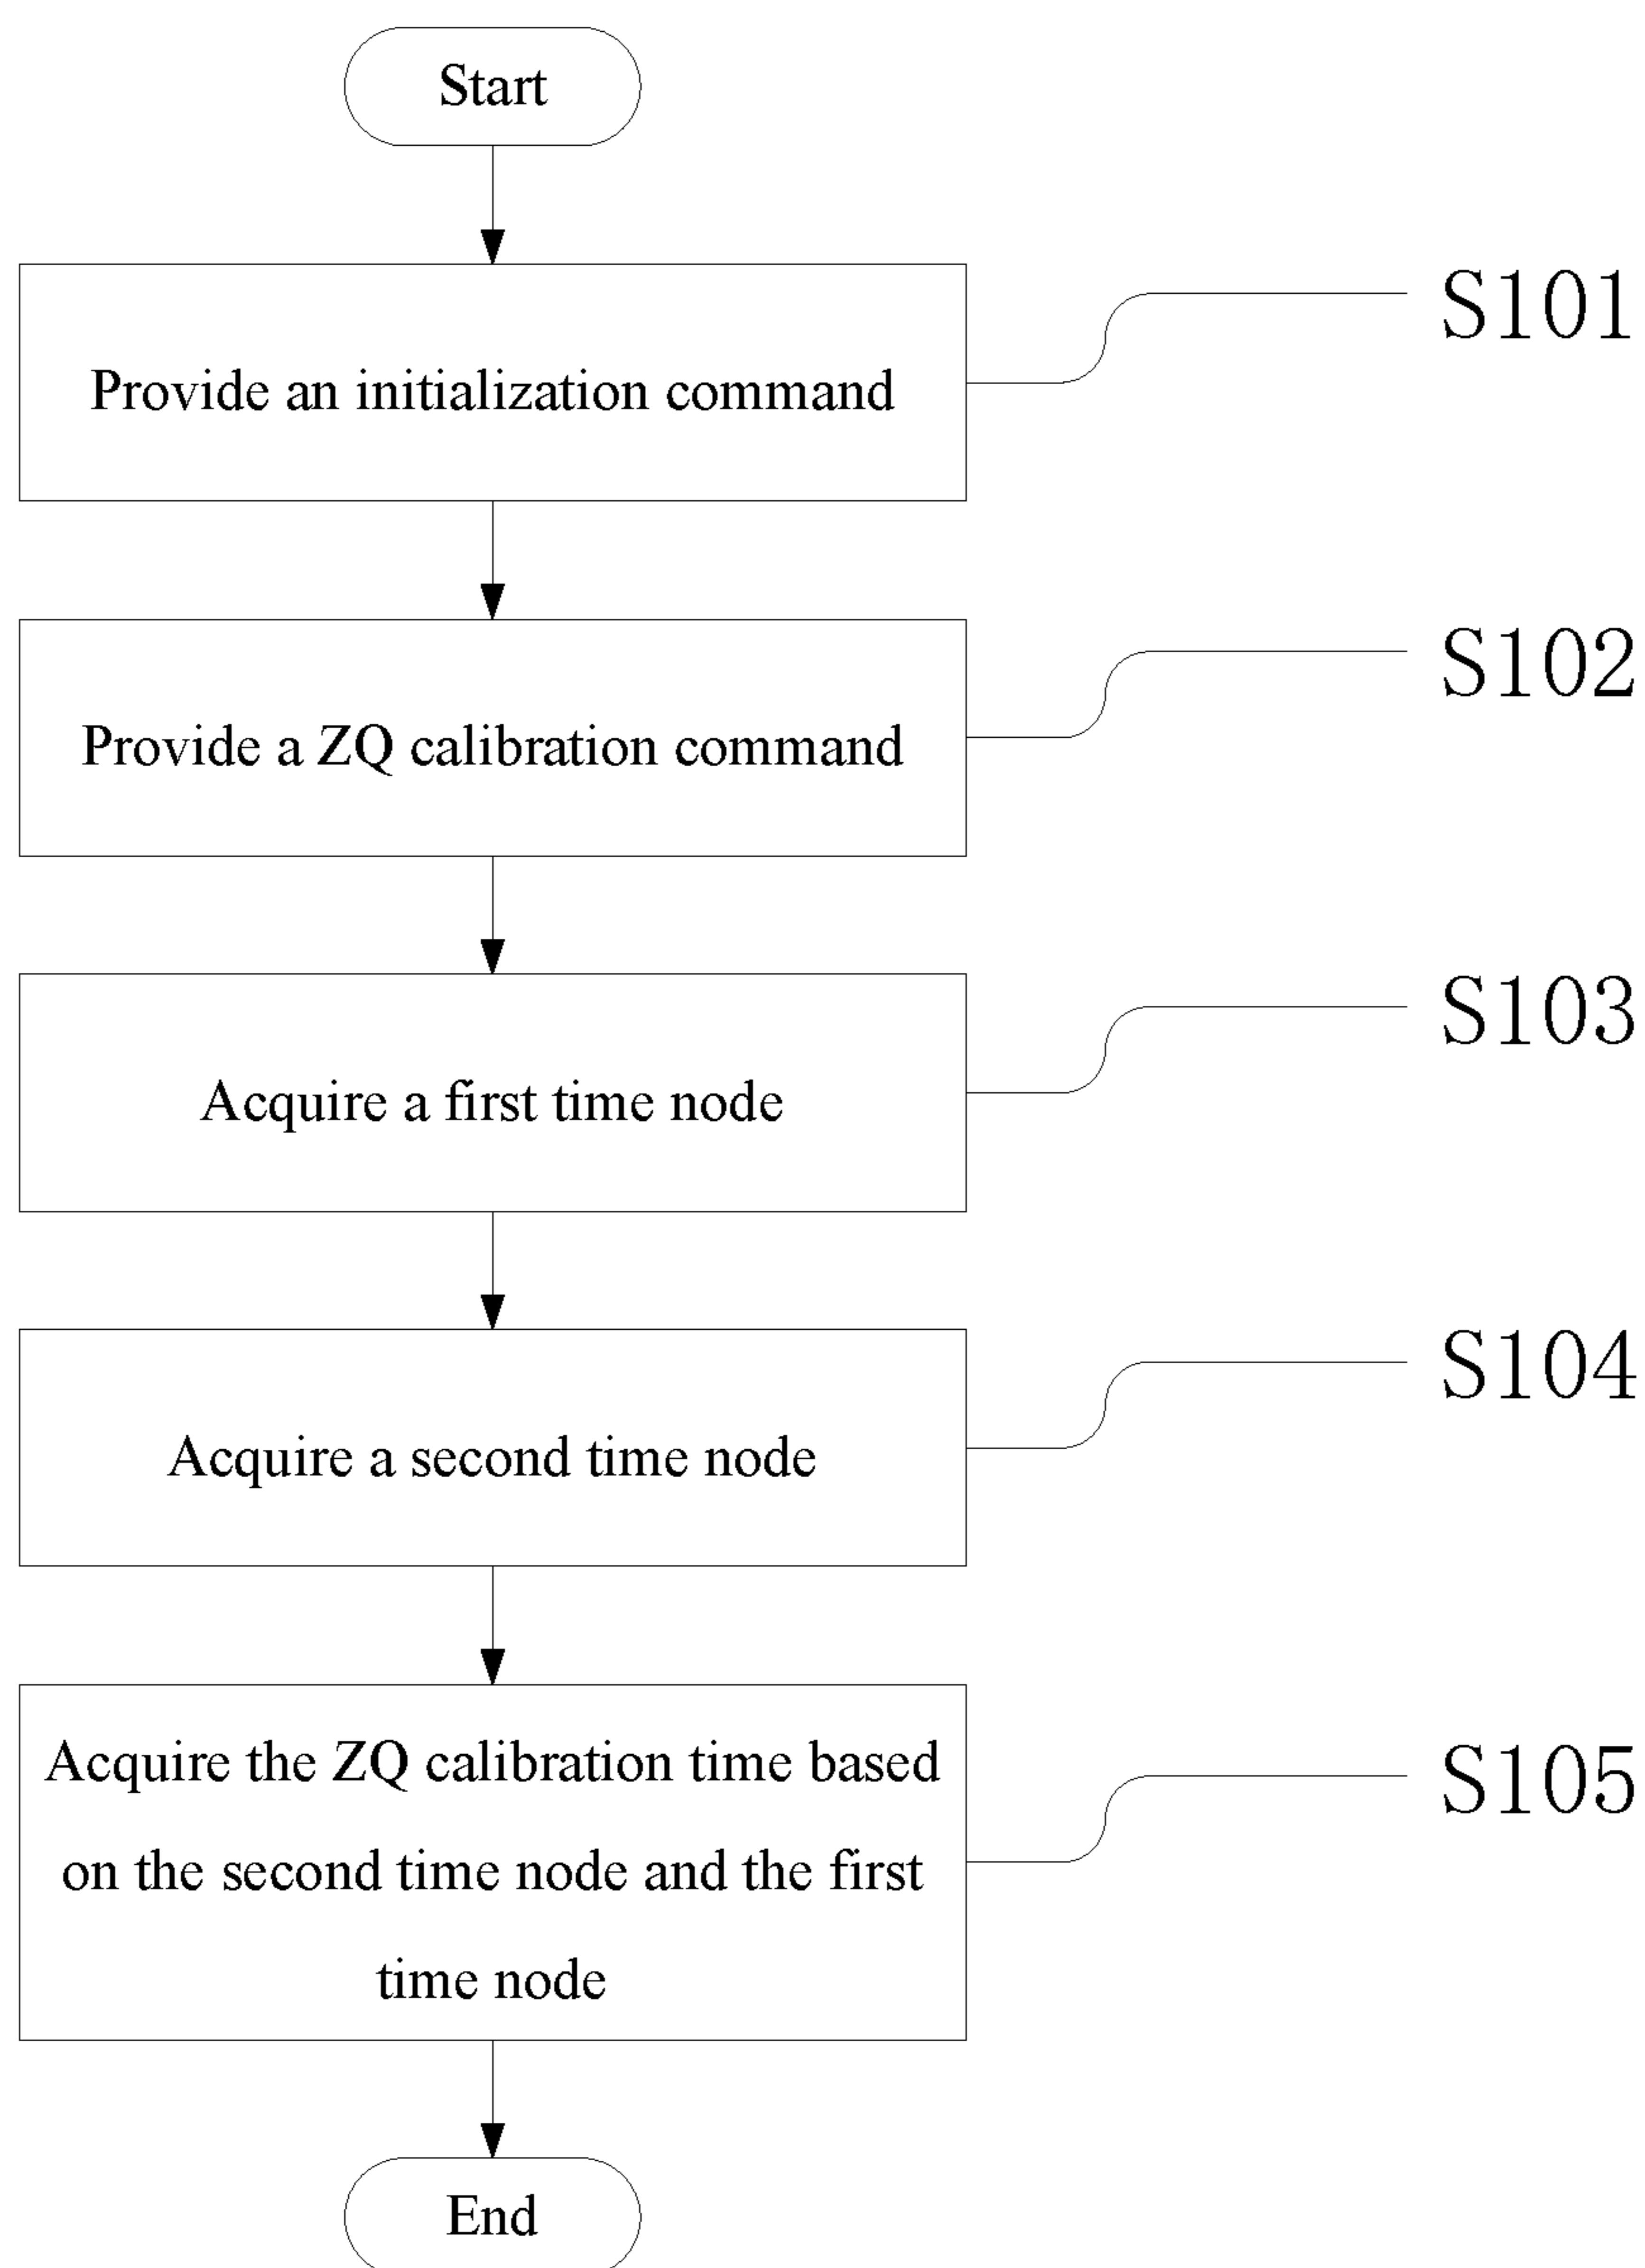 Start
Provide an initialization command
S101
Provide a ZQ calibration command
S102
Acquire a first time node
S103
Acquire a second time node
S104
Acquire the ZQ calibration time based
on the second time node and the first
time node
S105
End